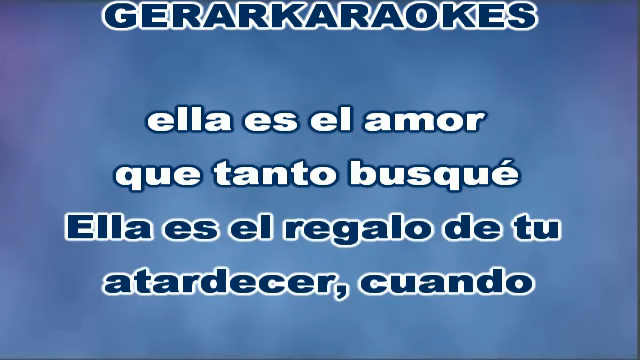 GERARKARAOKES
ella es el amor
que tanto busqué
Ella es el regalo de tu
atardecer, cuando